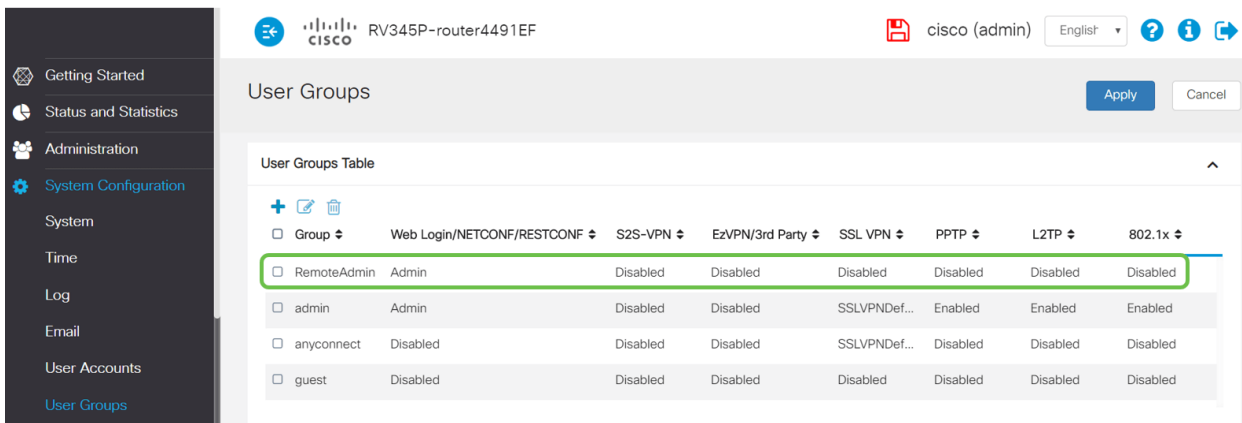 CISCO RV345P-router4491EF cisco (admin) English
Getting Started
Status and Statistics
Administration
System Configuration
System
Time
Log
Email
User Accounts
User Groups
User Groups Apply Cancel
User Groups Table
Group Web Login/NETCONF/RESTCONF S2S-VPN EzVPN/3rd Party SSL VPN PPTP L2TP 802.1x
RemoteAdmin Admin Disabled Disabled Disabled Disabled Disabled Disabled
admin Admin Disabled Disabled SSLVPNDef... Enabled Enabled Enabled
anyconnect Disabled Disabled Disabled SSLVPNDef... Disabled Disabled Disabled
guest Disabled Disabled Disabled Disabled Disabled Disabled Disabled